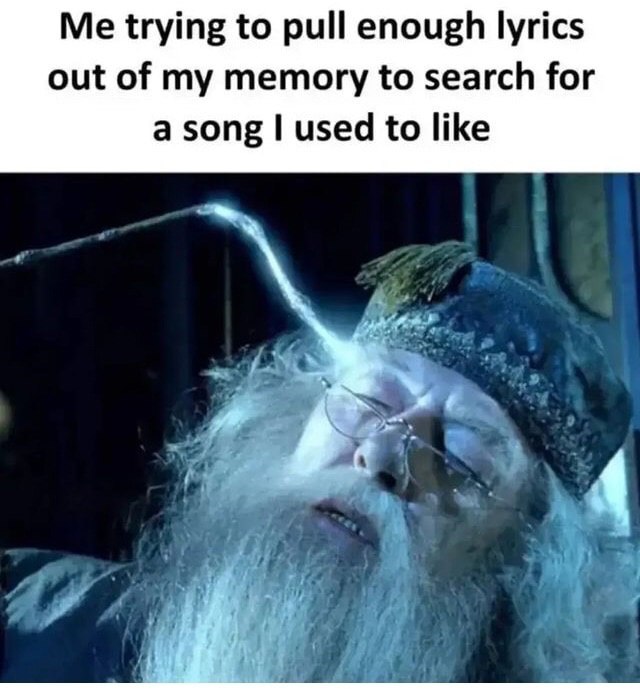 Me trying to pull enough lyrics
out of my memory to search for
a song I used to like